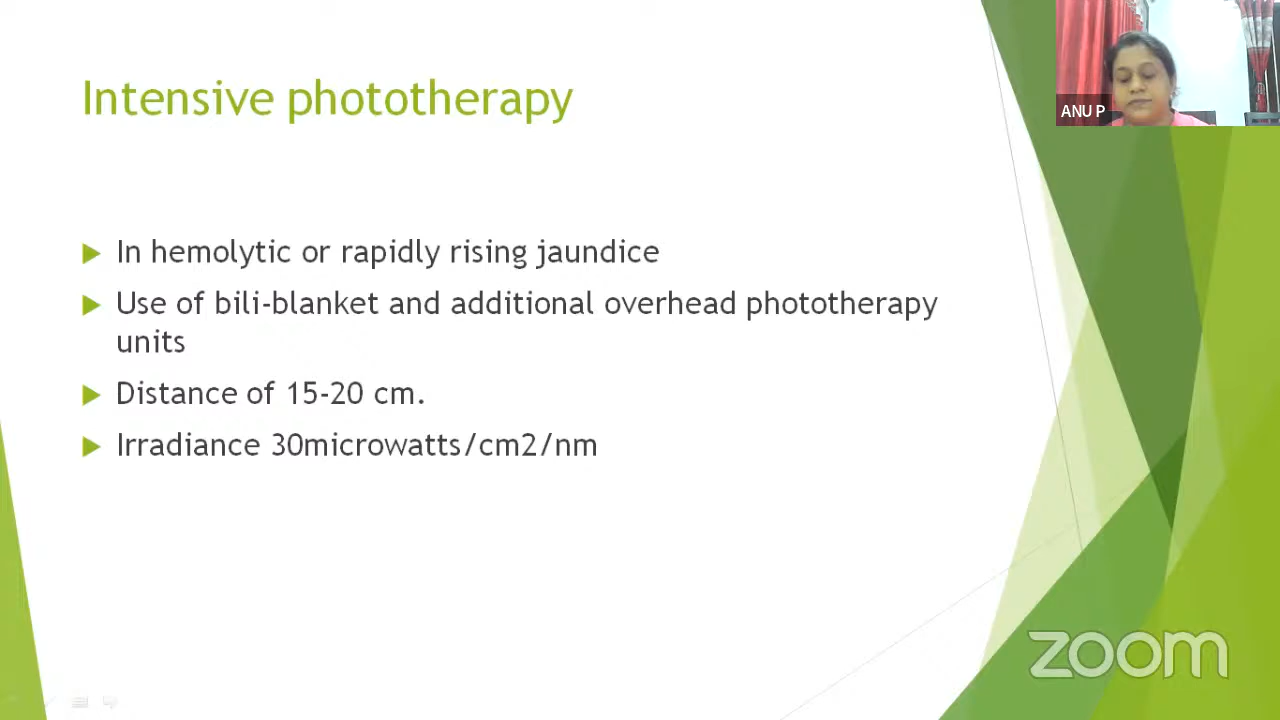 Intensive phototherapy
ANU P
In hemolytic or rapidly rising jaundice
Use of bili-blanket and additional overhead phototherapy
units
Distance of 15-20 cm.
Irradiance 30microwatts/cm2/nm
zoom